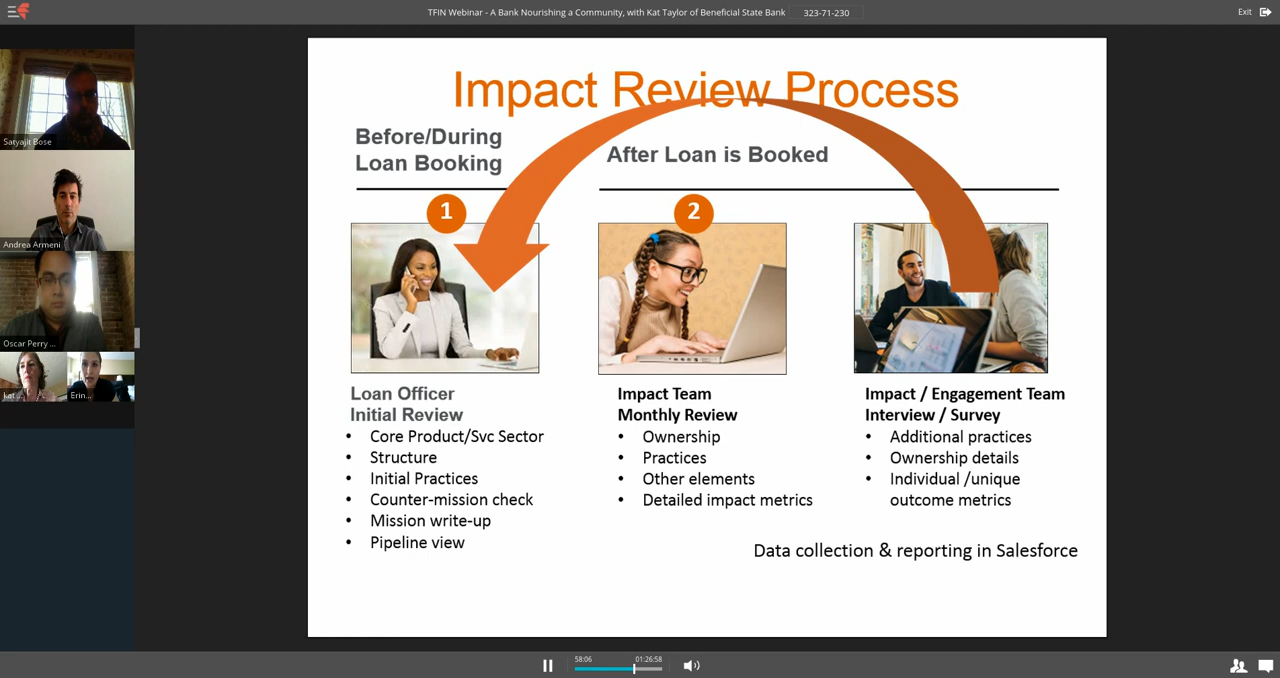 TFIN Webinar - A Bank Nourishing a Community, with Kat Taylor of Beneficial State Bank
323-71-230
Exit
Satyajit Bose
Andrea Armeni
Oscar Perry ...
kat ...
Erin...
Impact Review Process
Before/During
Loan Booking
After Loan is Booked
1
2
Loan Officer
Initial Review
• Core Product/Svc Sector
• Structure
• Initial Practices
• Counter-mission check
• Mission write-up
• Pipeline view
Impact Team
Monthly Review
• Ownership
• Practices
• Other elements
• Detailed impact metrics
Impact / Engagement Team
Interview / Survey
• Additional practices
• Ownership details
• Individual /unique
outcome metrics
Data collection & reporting in Salesforce
58:06
01:26:58